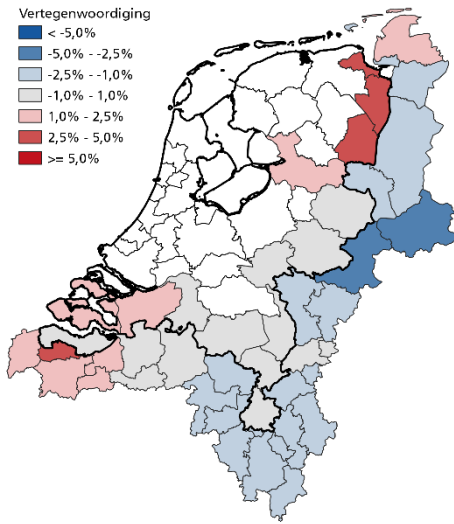 Vertegenwoordiging
< -5,0%
-5,0% - -2,5%
-2,5% - -1,0%
-1,0% - 1,0%
1,0% - 2,5%
2,5% - 5,0%
>= 5,0%